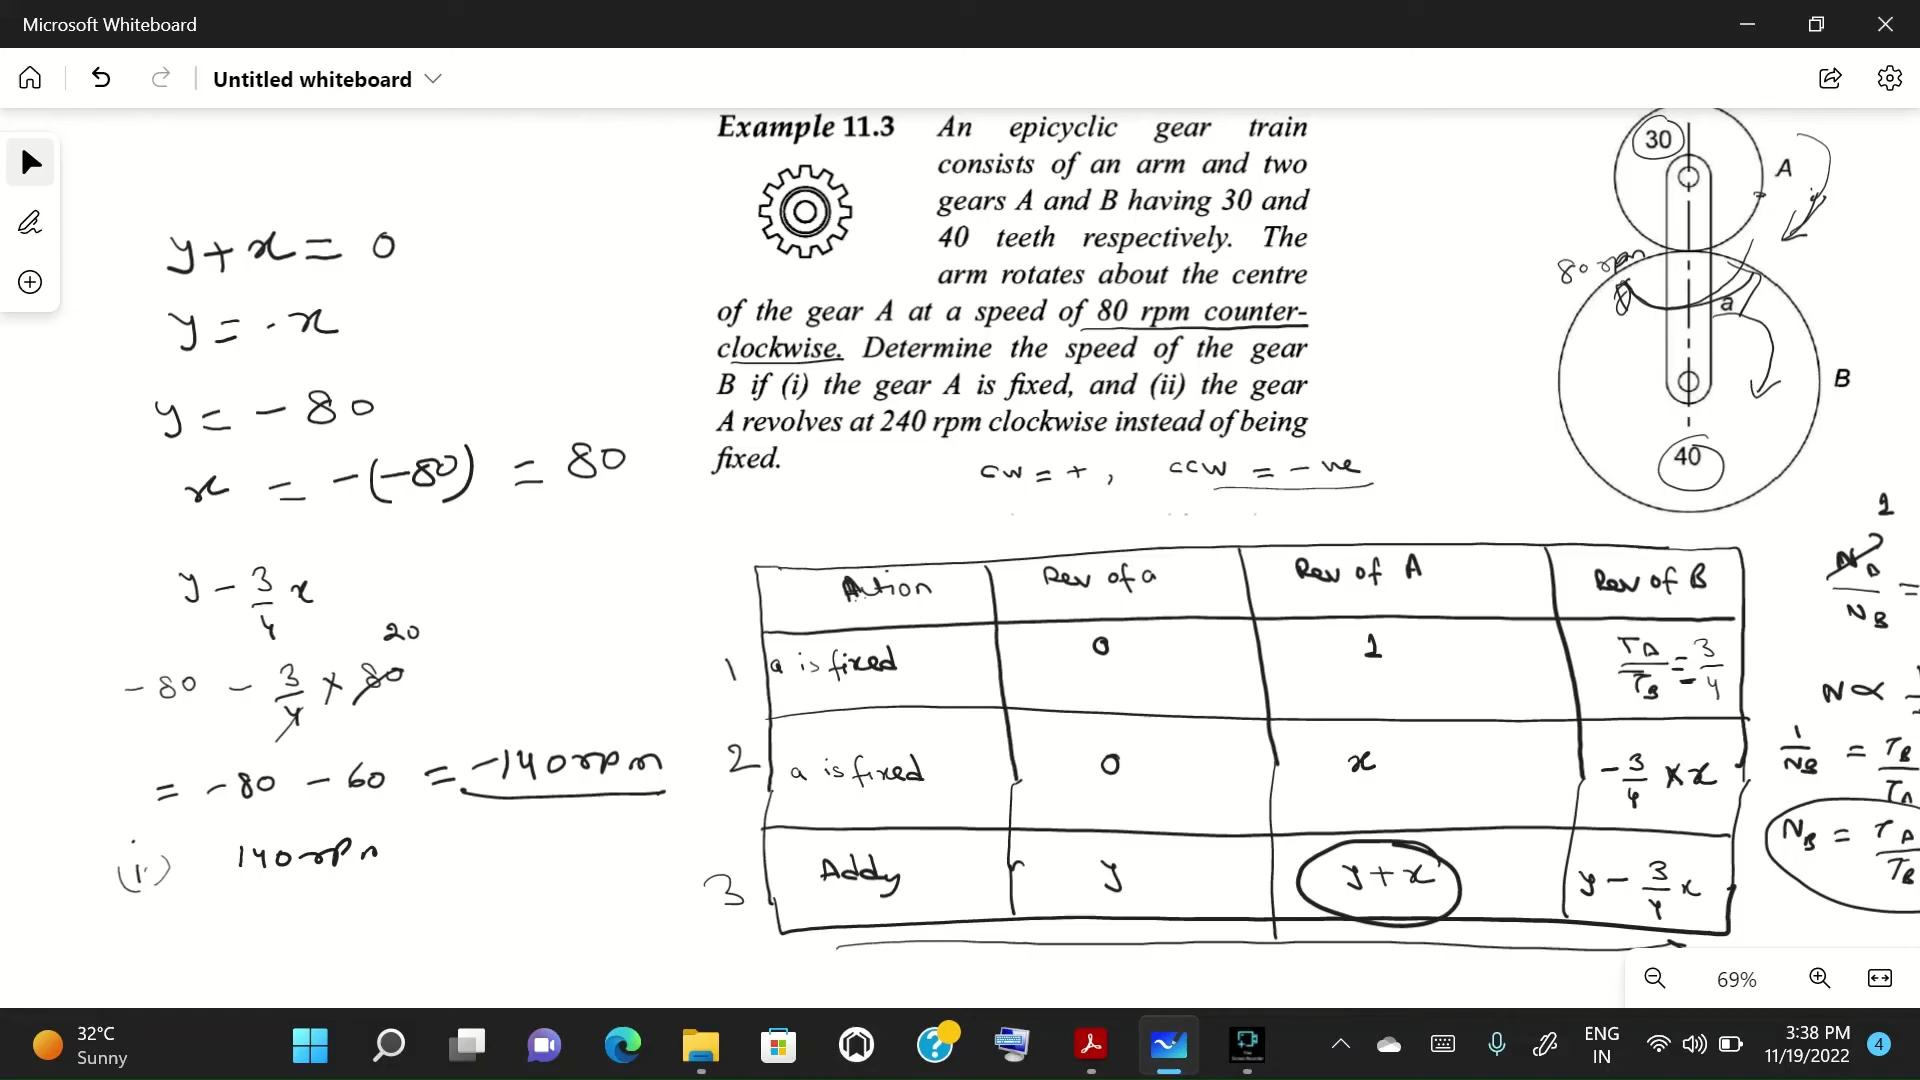 Microsoft Whiteboard
Untitled whiteboard
Example 11.3 An epicyclic gear train
consists of an arm and two
gears A and B having 30 and
40 teeth respectively. The
arm rotates about the centre
of the gear A at a speed of 80 rpm counter-
clockwise. Determine the speed of the gear
B if (i) the gear A is fixed, and (ii) the gear
A revolves at 240 rpm clockwise instead of being
fixed.
cw = + , ccw = - ve
30
A
80 rpm
a
B
40
y + x = 0
y = - x
y = - 80
x = - (-80) = 80
y - 3/4 x
20
-80 - 3/4 × 80
= -80 - 60 = -140 rpm
140 rpm
Action Rev of a Rev of A Rev of B
1 a is fixed 0 1 TA/TB = - 3/4
2 a is fixed 0 x - 3/4 × x
3 Addy y y + x y - 3/4 x
1
NB =
N ∝
1/NB = TB/TA
NB = TA/TB
69%
32°C
Sunny
ENG
IN
3:38 PM
11/19/2022
4